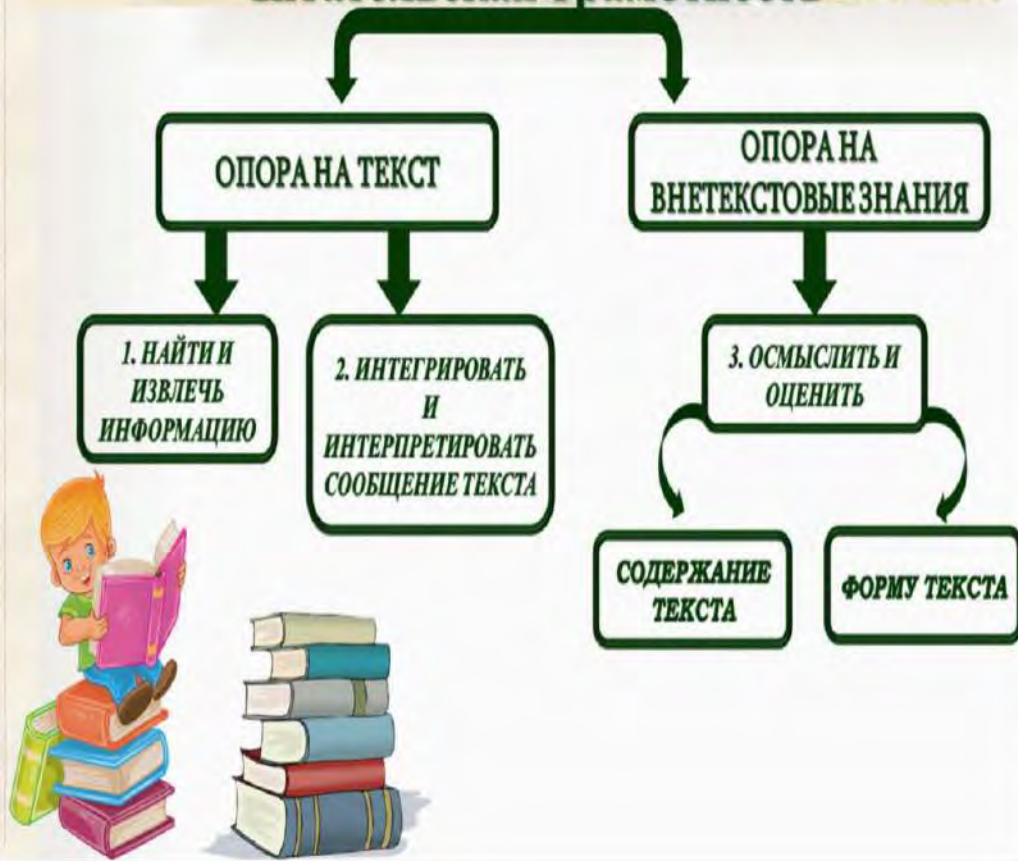 ОПОРА НА ТЕКСТ
ОПОРА НА
ВНЕТЕКСТОВЫЕ ЗНАНИЯ
1. НАЙТИ И
ИЗВЛЕЧЬ
ИНФОРМАЦИЮ
2. ИНТЕГРИРОВАТЬ
И
ИНТЕРПРЕТИРОВАТЬ
СООБЩЕНИЕ ТЕКСТА
3. ОСМЫСЛИТЬ И
ОЦЕНИТЬ
СОДЕРЖАНИЕ
ТЕКСТА
ФОРМУ ТЕКСТА